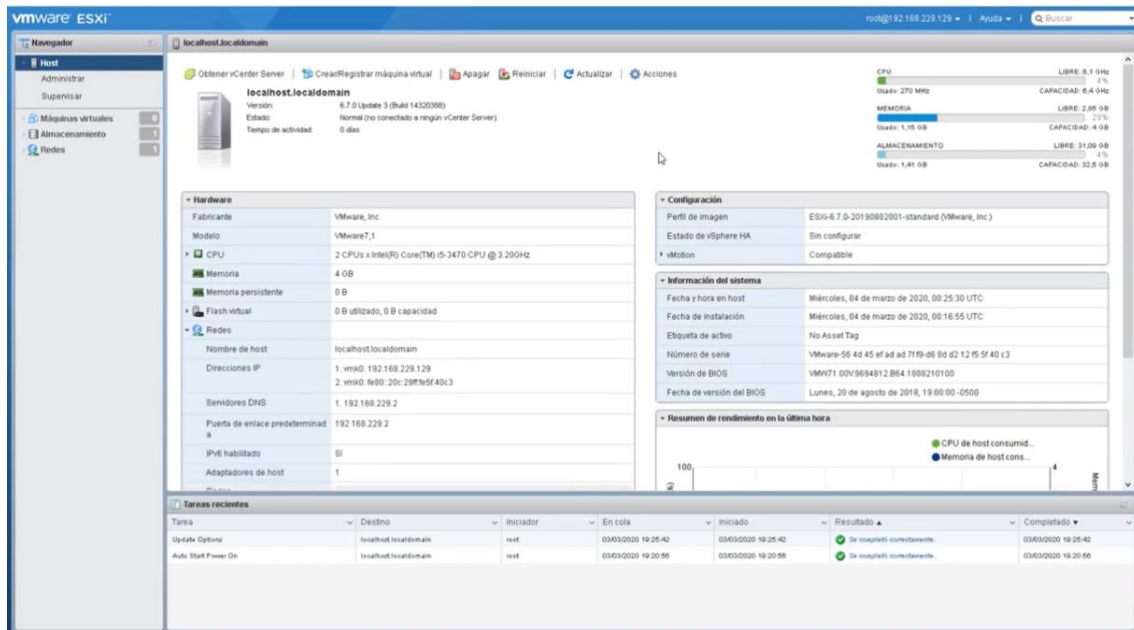 vmware ESXi™
root@192.168.229.129 | Ayuda | Buscar
Navegador
Host
Administrar
Supervisar
Máquinas virtuales 0
Almacenamiento 1
Redes 1
localhost.localdomain
Obtener vCenter Server | Crear/Registrar máquina virtual | Apagar Reiniciar | Actualizar | Acciones
localhost.localdomain
Versión: 6.7.0 Update 3 (Build 14320388)
Estado: Normal (no conectado a ningún vCenter Server)
Tiempo de actividad: 0 días
CPU LIBRE: 6,1 GHz
4%
Usado: 270 MHz CAPACIDAD: 6,4 GHz
MEMORIA LIBRE: 2,85 GB
29%
Usado: 1,15 GB CAPACIDAD: 4 GB
ALMACENAMIENTO LIBRE: 31,09 GB
4%
Usado: 1,41 GB CAPACIDAD: 32,5 GB
Hardware
Fabricante VMware, Inc.
Modelo VMware7,1
CPU 2 CPUs x Intel(R) Core(TM) i5-3470 CPU @ 3.20GHz
Memoria 4 GB
Memoria persistente 0 B
Flash virtual 0 B utilizado, 0 B capacidad
Redes
Nombre de host localhost.localdomain
Direcciones IP 1. vmk0: 192.168.229.129
2. vmk0: fe80::20c:29ff:fe5f:40c3
Servidores DNS 1. 192.168.229.2
Puerta de enlace predeterminad
a 192.168.229.2
IPv6 habilitado Sí
Adaptadores de host 1
Configuración
Perfil de imagen ESXi-6.7.0-20190802001-standard (VMware, Inc.)
Estado de vSphere HA Sin configurar
vMotion Compatible
Información del sistema
Fecha y hora en host Miércoles, 04 de marzo de 2020, 00:25:30 UTC
Fecha de instalación Miércoles, 04 de marzo de 2020, 00:16:55 UTC
Etiqueta de activo No Asset Tag
Número de serie VMware-56 4d 45 ef ad ad 7f f9-d6 8d d2 12 f5 5f 40 c3
Versión de BIOS VMW71.00V.9694812.B64.1808210100
Fecha de versión del BIOS Lunes, 20 de agosto de 2018, 19:00:00 -0500
Resumen de rendimiento en la última hora
CPU de host consumid...
Memoria de host cons...
100 4
Tareas recientes
Tarea Destino Iniciador En cola Iniciado Resultado Completado
Update Options localhost.localdomain root 03/03/2020 19:25:42 03/03/2020 19:25:42 Se completó correctamente. 03/03/2020 19:25:42
Auto Start Power On localhost.localdomain root 03/03/2020 19:20:56 03/03/2020 19:20:56 Se completó correctamente. 03/03/2020 19:20:56